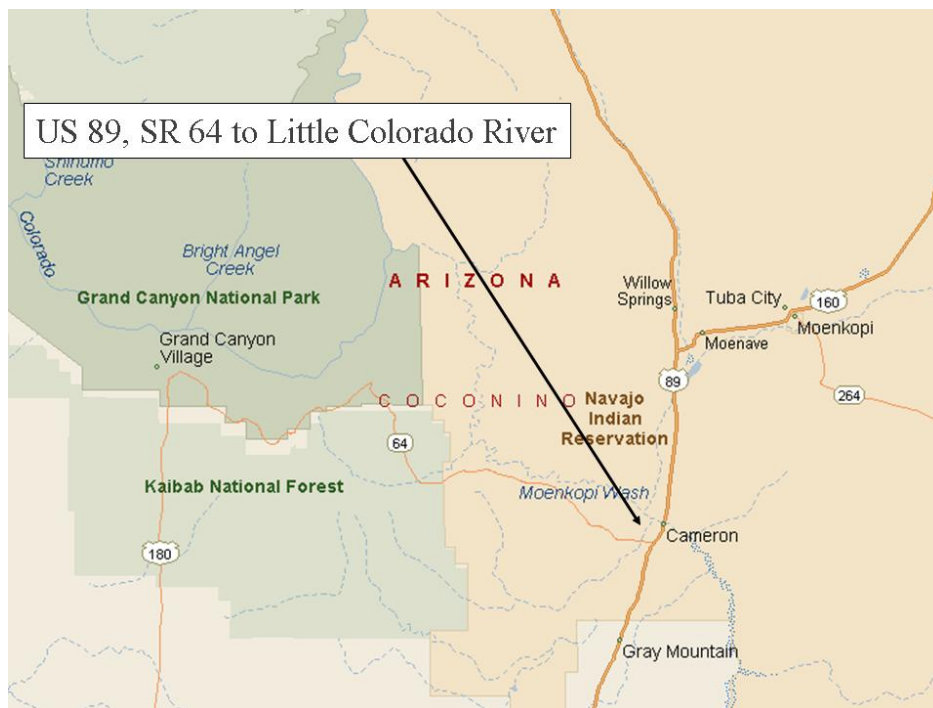 US 89, SR 64 to Little Colorado River
Shinumo
Creek
Colorado
Bright Angel
Creek
Grand Canyon National Park
Grand Canyon
Village
ARIZONA
Willow
Springs
Tuba City
160
Moenkopi
Moenave
89
264
COCONINO
Navajo
Indian
Reservation
64
Kaibab National Forest
Moenkopi Wash
Cameron
180
Gray Mountain